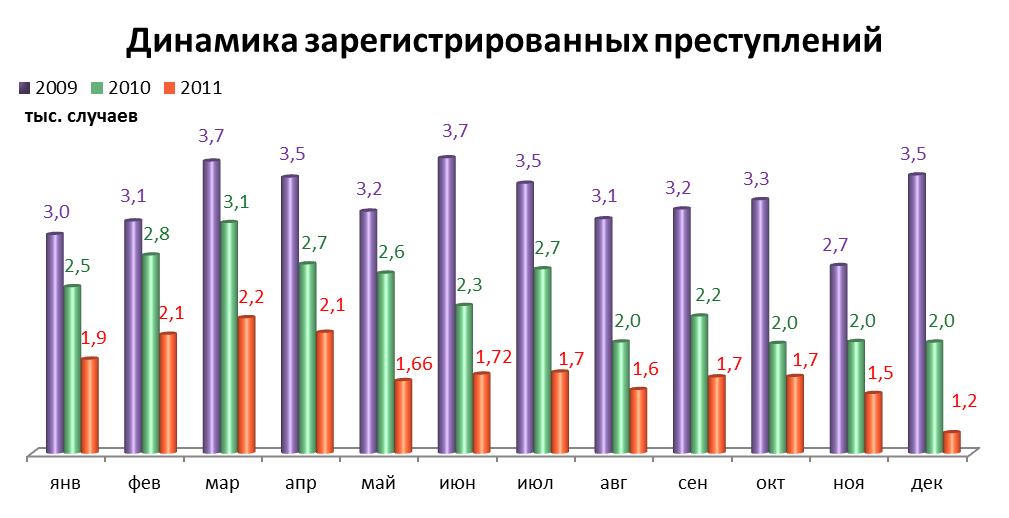 Динамика зарегистрированных преступлений
2009 2010 2011
тыс. случаев
3,0 2,5 1,9
3,1 2,8 2,1
3,7 3,1 2,2
3,5 2,7 2,1
3,2 2,6 1,66
3,7 2,3 1,72
3,5 2,7 1,7
3,1 2,0 1,6
3,2 2,2 1,7
3,3 2,0 1,7
2,7 2,0 1,5
3,5 2,0 1,2
янв фев мар апр май июн июл авг сен окт ноя дек